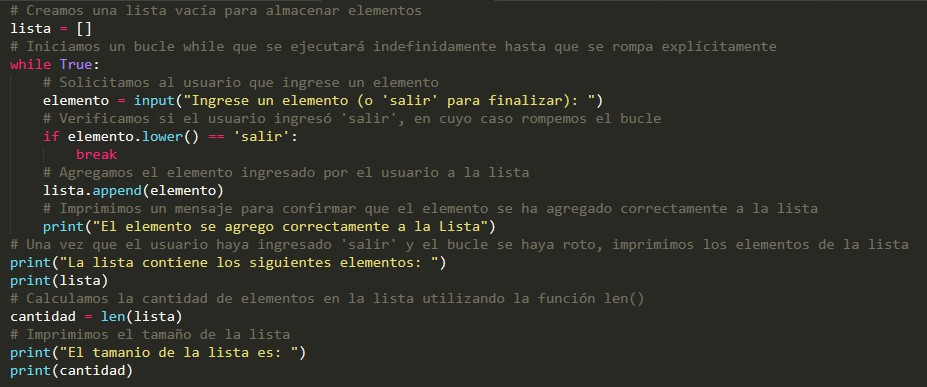 # Creamos una lista vacía para almacenar elementos
lista = []
# Iniciamos un bucle while que se ejecutará indefinidamente hasta que se rompa explícitamente
while True:
    # Solicitamos al usuario que ingrese un elemento
    elemento = input("Ingrese un elemento (o 'salir' para finalizar): ")
    # Verificamos si el usuario ingresó 'salir', en cuyo caso rompemos el bucle
    if elemento.lower() == 'salir':
        break
    # Agregamos el elemento ingresado por el usuario a la lista
    lista.append(elemento)
    # Imprimimos un mensaje para confirmar que el elemento se ha agregado correctamente a la lista
    print("El elemento se agrego correctamente a la Lista")
# Una vez que el usuario haya ingresado 'salir' y el bucle se haya roto, imprimimos los elementos de la lista
print("La lista contiene los siguientes elementos: ")
print(lista)
# Calculamos la cantidad de elementos en la lista utilizando la función len()
cantidad = len(lista)
# Imprimimos el tamaño de la lista
print("El tamanio de la lista es: ")
print(cantidad)